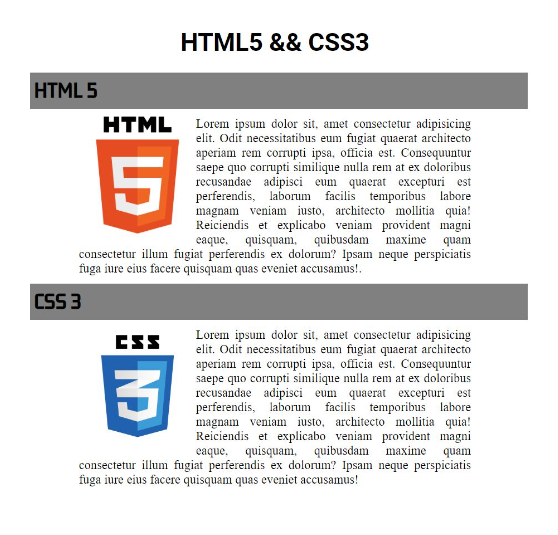 HTML5 && CSS3
HTML 5
HTML
5
Lorem ipsum dolor sit, amet consectetur adipisicing
elit. Odit necessitatibus eum fugiat quaerat architecto
aperiam rem corrupti ipsa, officia est. Consequuntur
saepe quo corrupti similique nulla rem at ex doloribus
recusandae adipisci eum quaerat excepturi est
perferendis, laborum facilis temporibus labore
magnam veniam iusto, architecto mollitia quia!
Reiciendis et explicabo veniam provident magni
eaque, quisquam, quibusdam maxime quam
consectetur illum fugiat perferendis ex dolorum? Ipsam neque perspiciatis
fuga iure eius facere quisquam quas eveniet accusamus!.
CSS 3
CSS
3
Lorem ipsum dolor sit, amet consectetur adipisicing
elit. Odit necessitatibus eum fugiat quaerat architecto
aperiam rem corrupti ipsa, officia est. Consequuntur
saepe quo corrupti similique nulla rem at ex doloribus
recusandae adipisci eum quaerat excepturi est
perferendis, laborum facilis temporibus labore
magnam veniam iusto, architecto mollitia quia!
Reiciendis et explicabo veniam provident magni
eaque, quisquam, quibusdam maxime quam
consectetur illum fugiat perferendis ex dolorum? Ipsam neque perspiciatis
fuga iure eius facere quisquam quas eveniet accusamus!